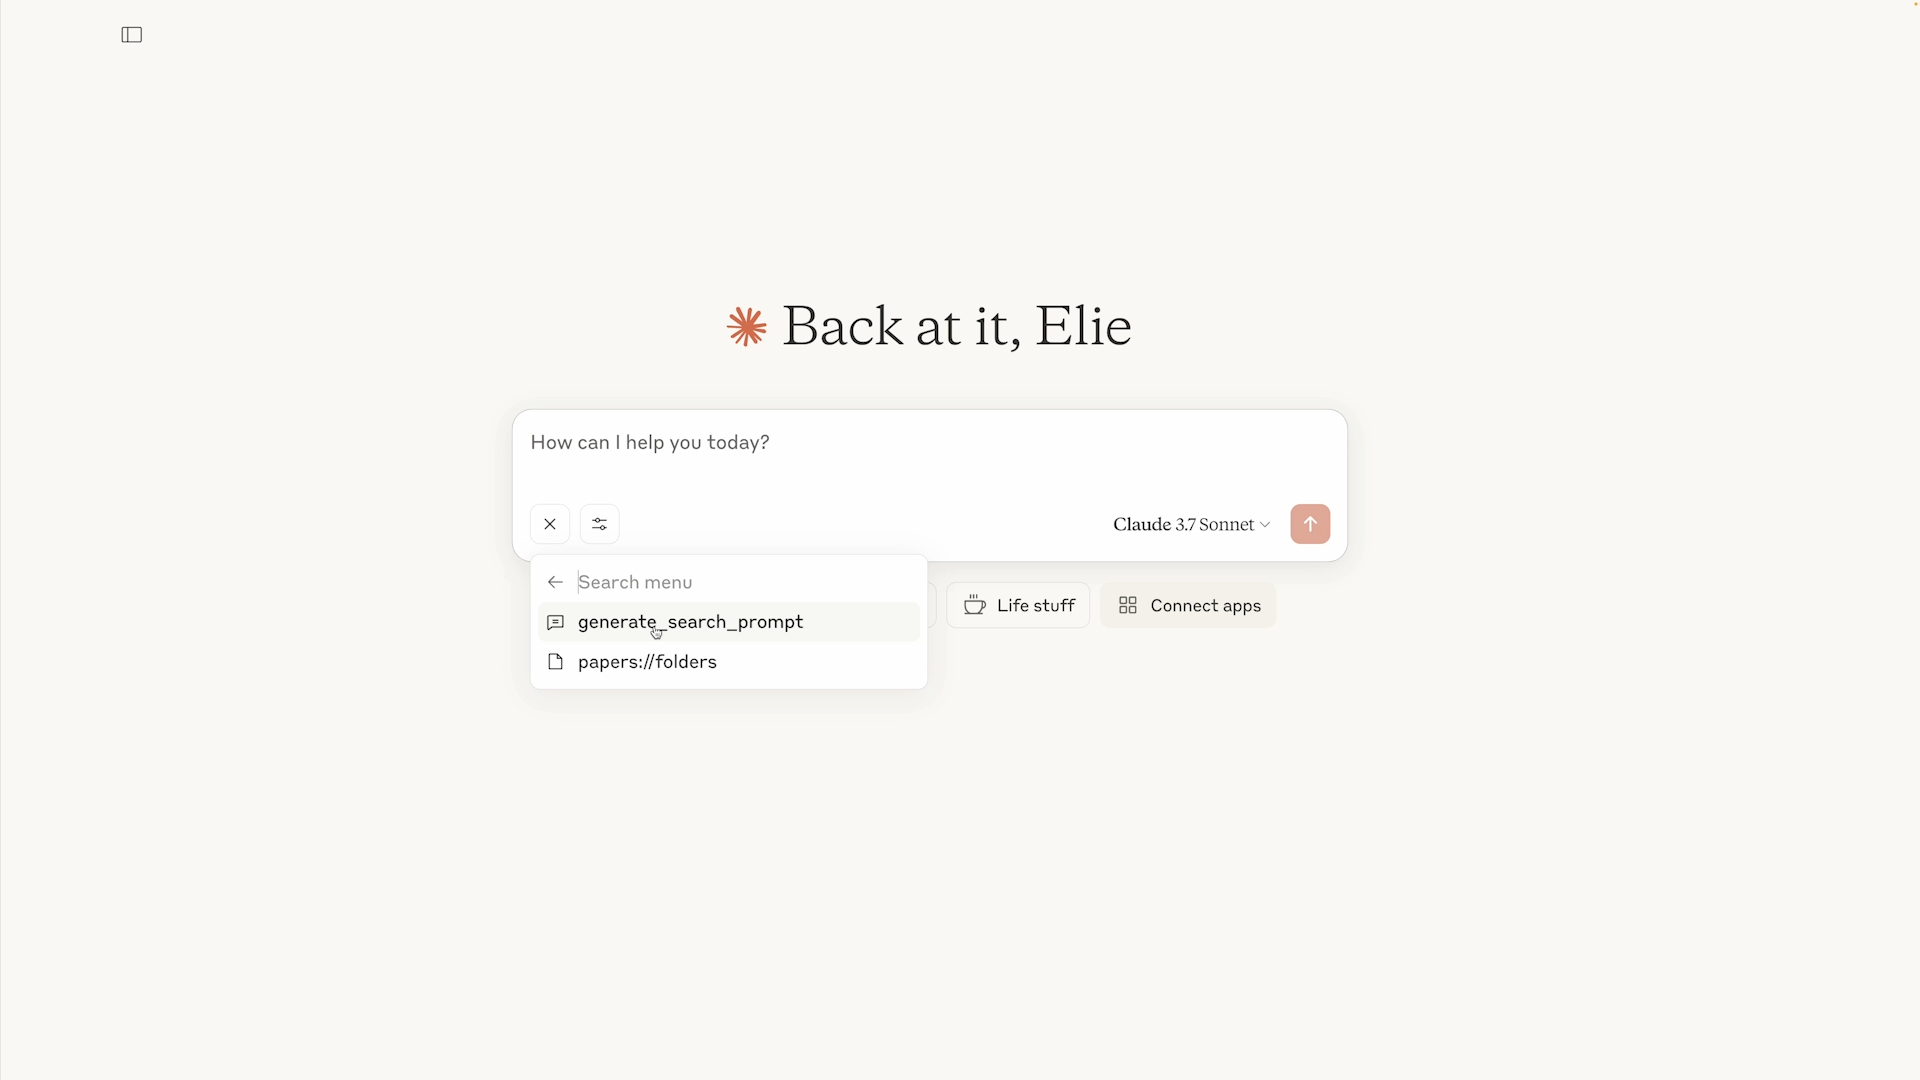 Back at it, Elie
How can I help you today?
Claude 3.7 Sonnet
Search menu
generate_search_prompt
papers://folders
Life stuff
Connect apps